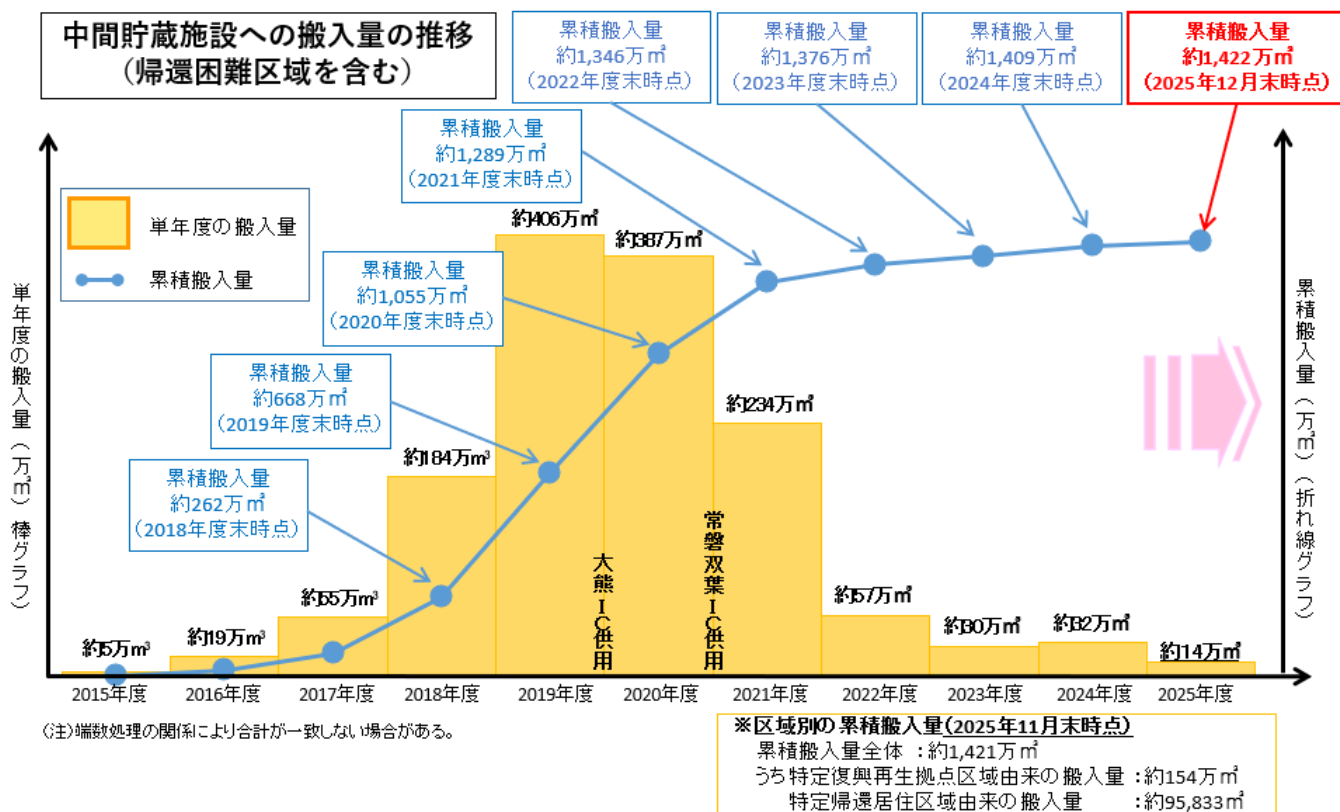 中間貯蔵施設への搬入量の推移
（帰還困難区域を含む）
累積搬入量
約1,346万㎥
（2022年度末時点）
累積搬入量
約1,376万㎥
（2023年度末時点）
累積搬入量
約1,409万㎥
（2024年度末時点）
累積搬入量
約1,422万㎥
（2025年12月末時点）
累積搬入量
約1,289万㎥
（2021年度末時点）
単年度の搬入量
累積搬入量
累積搬入量
約1,055万㎥
（2020年度末時点）
累積搬入量
約668万㎥
（2019年度末時点）
累積搬入量
約262万㎥
（2018年度末時点）
単年度の搬入量（万㎥）棒グラフ）
累積搬入量（万㎥）（折れ線グラフ）
約5万m³
約19万m³
約55万m³
約184万m³
約406万㎥
約387万㎥
約234万㎥
約57万㎥
約30万㎥
約32万㎥
約14万㎥
大熊IC供用
常磐双葉IC供用
2015年度
2016年度
2017年度
2018年度
2019年度
2020年度
2021年度
2022年度
2023年度
2024年度
2025年度
（注）端数処理の関係により合計が一致しない場合がある。
※区域別の累積搬入量(2025年11月末時点)
累積搬入量全体 ：約1,421万㎥
うち特定復興再生拠点区域由来の搬入量 ：約154万㎥
特定帰還居住区域由来の搬入量 ：約95,833㎥